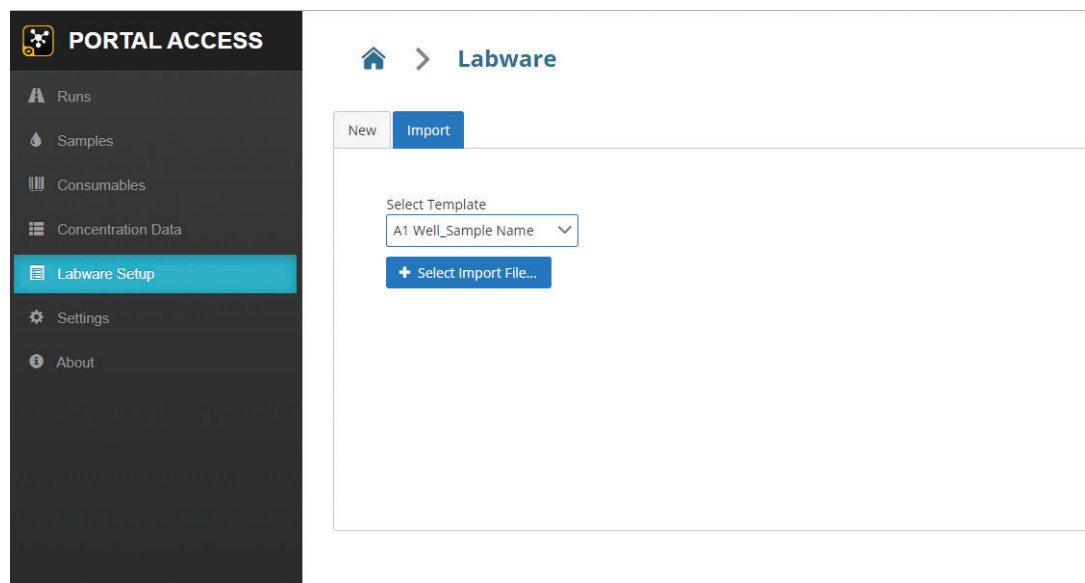 PORTAL ACCESS
Runs
Samples
Consumables
Concentration Data
Labware Setup
Settings
About
Labware
New
Import
Select Template
A1 Well_Sample Name
Select Import File...